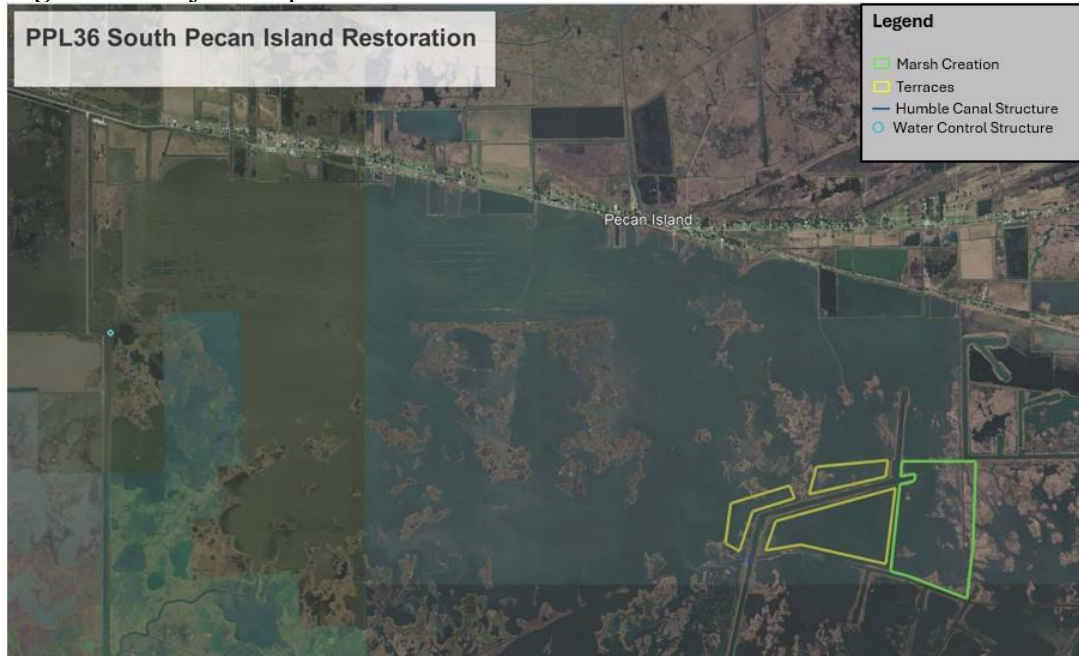 PPL36 South Pecan Island Restoration
Legend
Marsh Creation
Terraces
Humble Canal Structure
Water Control Structure
Pecan Island